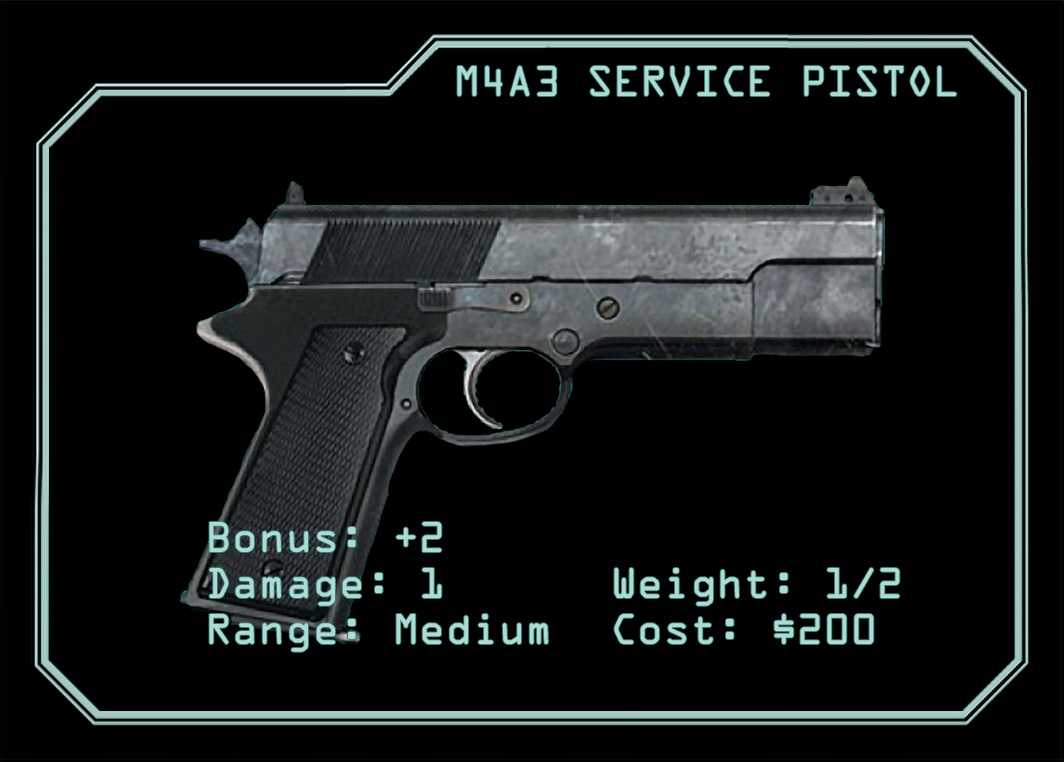 M4A3 SERVICE PISTOL
Bonus: +2
Damage: 1
Weight: 1/2
Range: Medium
Cost: $200